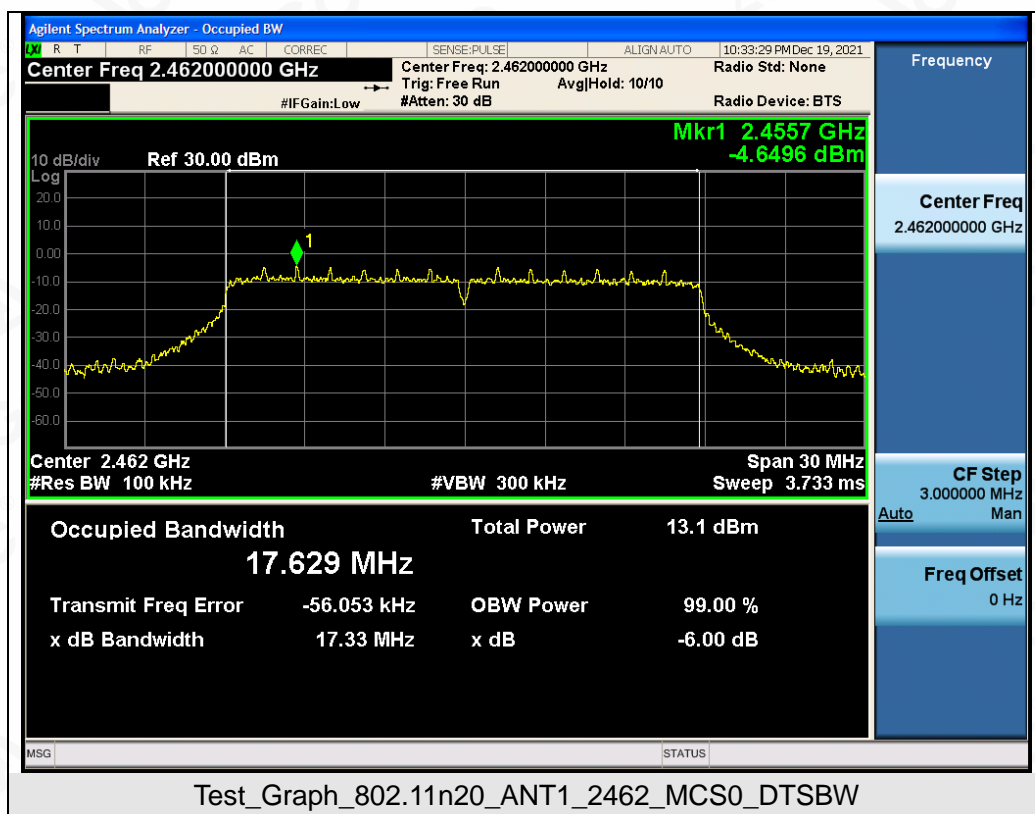 Agilent Spectrum Analyzer - Occupied BW
LXI R T RF 50 Ω AC CORREC SENSE:PULSE ALIGN AUTO 10:33:29 PM Dec 19, 2021
Center Freq 2.462000000 GHz
Center Freq: 2.462000000 GHz
Radio Std: None
Trig: Free Run Avg|Hold: 10/10
#IFGain:Low #Atten: 30 dB
Radio Device: BTS
Frequency
Mkr1 2.4557 GHz
-4.6496 dBm
10 dB/div Ref 30.00 dBm
Log
20.0
10.0
0.00
-10.0
-20.0
-30.0
-40.0
-50.0
-60.0
1
Center Freq
2.462000000 GHz
Center 2.462 GHz Span 30 MHz
#Res BW 100 kHz #VBW 300 kHz Sweep 3.733 ms
CF Step
3.000000 MHz
Auto Man
Occupied Bandwidth Total Power 13.1 dBm
17.629 MHz
Transmit Freq Error -56.053 kHz OBW Power 99.00 %
x dB Bandwidth 17.33 MHz x dB -6.00 dB
Freq Offset
0 Hz
MSG STATUS
Test_Graph_802.11n20_ANT1_2462_MCS0_DTSBW